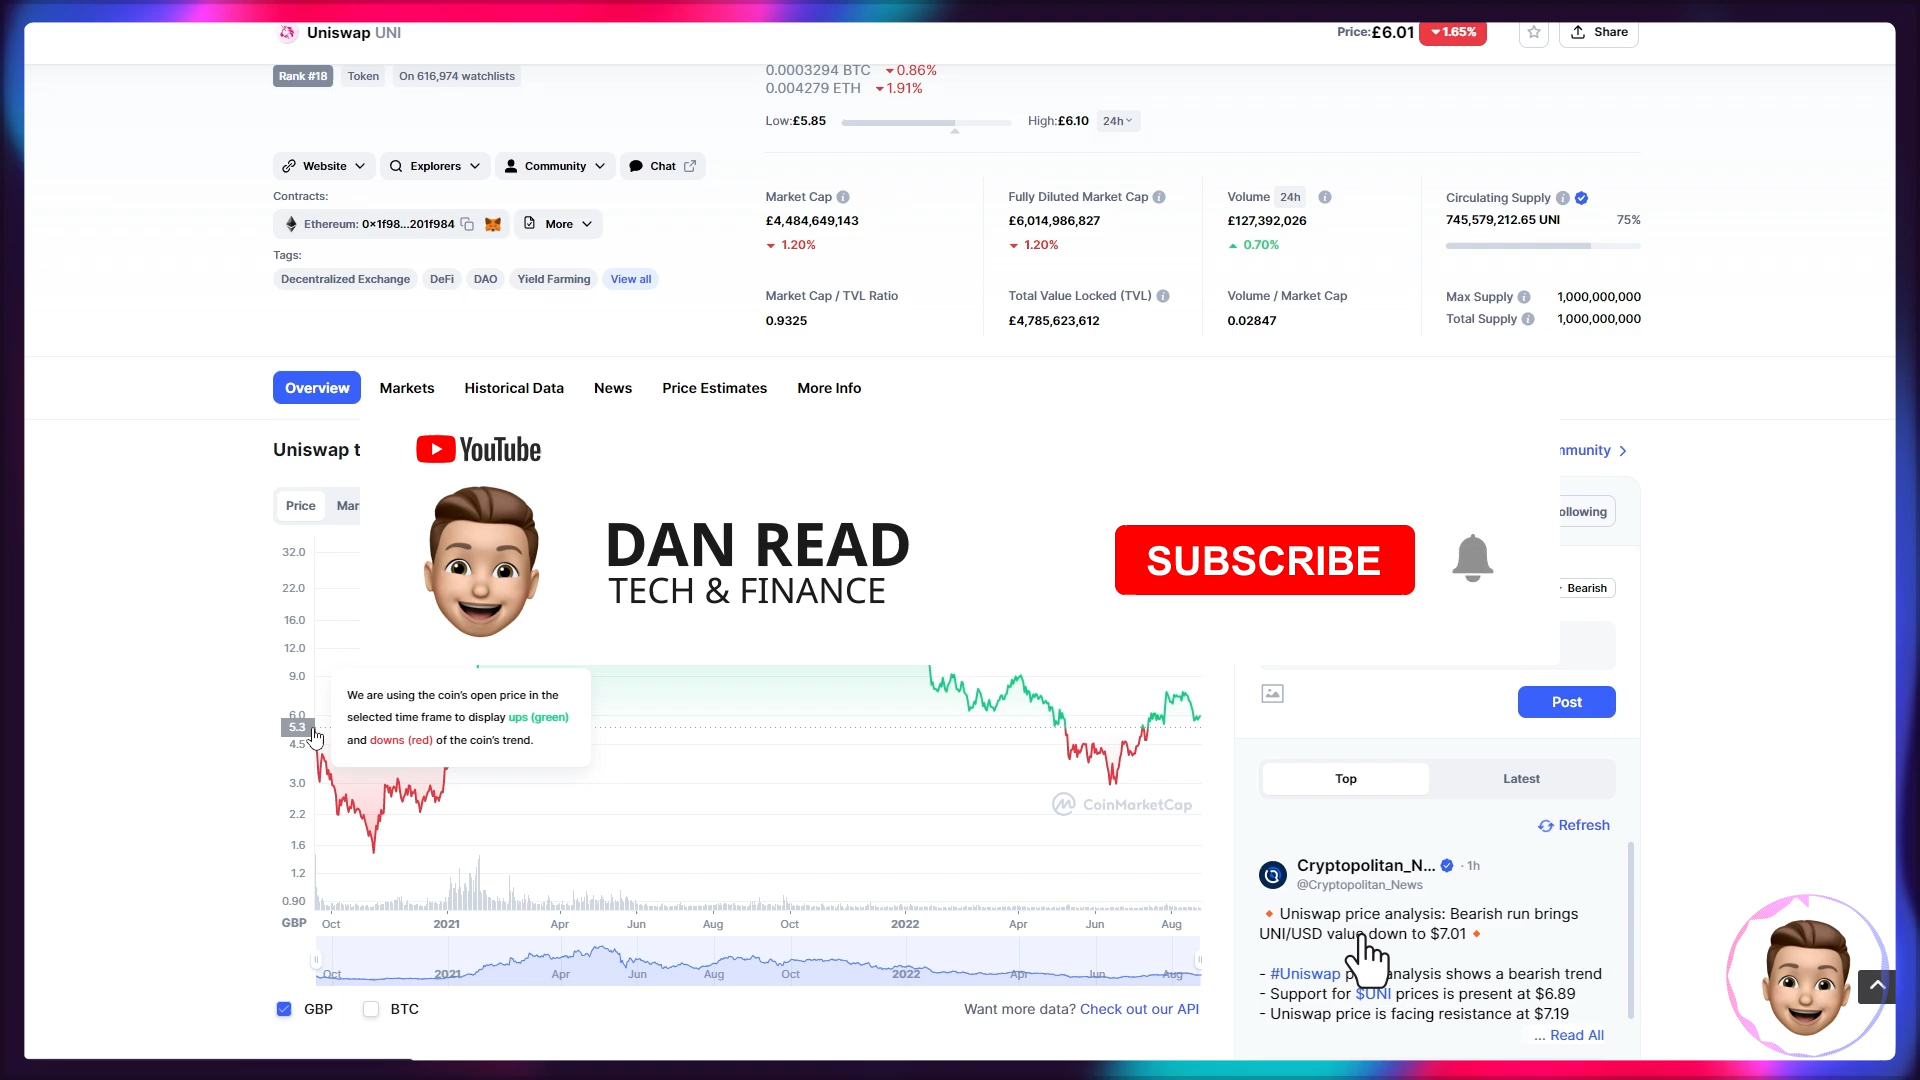 Uniswap UNI
Price:£6.01 1.65% Share
Rank #18 Token On 616,974 watchlists
0.0003294 BTC 0.86%
0.004279 ETH 1.91%
Low:£5.85 High:£6.10 24h
Website Explorers Community Chat
Contracts:
Ethereum: 0x1f98...201f984 More
Tags:
Decentralized Exchange DeFi DAO Yield Farming View all
Market Cap
£4,484,649,143
1.20%
Fully Diluted Market Cap
£6,014,986,827
1.20%
Volume 24h
£127,392,026
0.70%
Circulating Supply
745,579,212.65 UNI 75%
Market Cap / TVL Ratio
0.9325
Total Value Locked (TVL)
£4,785,623,612
Volume / Market Cap
0.02847
Max Supply 1,000,000,000
Total Supply 1,000,000,000
Overview Markets Historical Data News Price Estimates More Info
Uniswap t
YouTube
DAN READ
TECH & FINANCE
SUBSCRIBE
mmunity
ollowing
Bearish
Price Mar
32.0
22.0
16.0
12.0
9.0
6.0
5.3
4.5
3.0
2.2
1.6
1.2
0.90
We are using the coin's open price in the
selected time frame to display ups (green)
and downs (red) of the coin's trend.
CoinMarketCap
GBP Oct 2021 Apr Jun Aug Oct 2022 Apr Jun Aug
Oct 2021 Apr Jun Aug Oct 2022 Apr Jun Aug
GBP BTC
Want more data? Check out our API
Post
Top Latest
Refresh
Cryptopolitan_N... · 1h
@Cryptopolitan_News
Uniswap price analysis: Bearish run brings
UNI/USD value down to $7.01
- #Uniswap p analysis shows a bearish trend
- Support for $UNI prices is present at $6.89
- Uniswap price is facing resistance at $7.19
... Read All